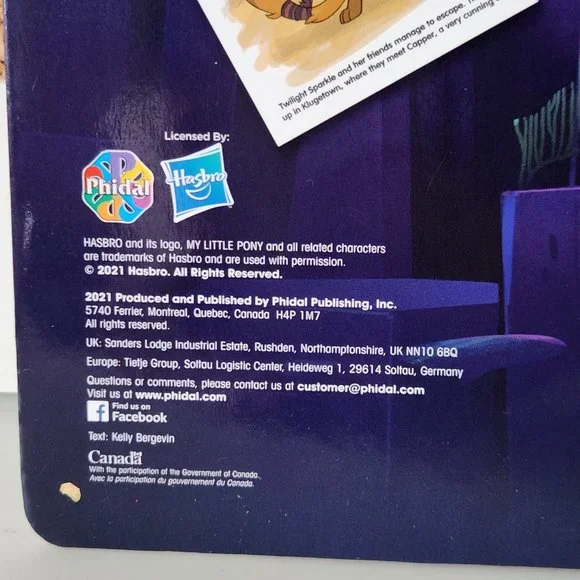 Twilight Sparkle and her friends manage to escape.
up in Klugetown, where they meet Capper, a very cunning
Licensed By:
Phidal
Hasbro
HASBRO and its logo, MY LITTLE PONY and all related characters
are trademarks of Hasbro and are used with permission.
© 2021 Hasbro. All Rights Reserved.
2021 Produced and Published by Phidal Publishing, Inc.
5740 Ferrier, Montreal, Quebec, Canada H4P 1M7
All rights reserved.
UK: Sanders Lodge Industrial Estate, Rushden, Northamptonshire, UK NN10 6BQ
Europe: Tietje Group, Soltau Logistic Center, Heideweg 1, 29614 Soltau, Germany
Questions or comments, please contact us at customer@phidal.com
Visit us at www.phidal.com
f Find us on
Facebook
Text: Kelly Bergevin
Canada
With the participation of the Government of Canada.
Avec la participation du gouvernement du Canada.